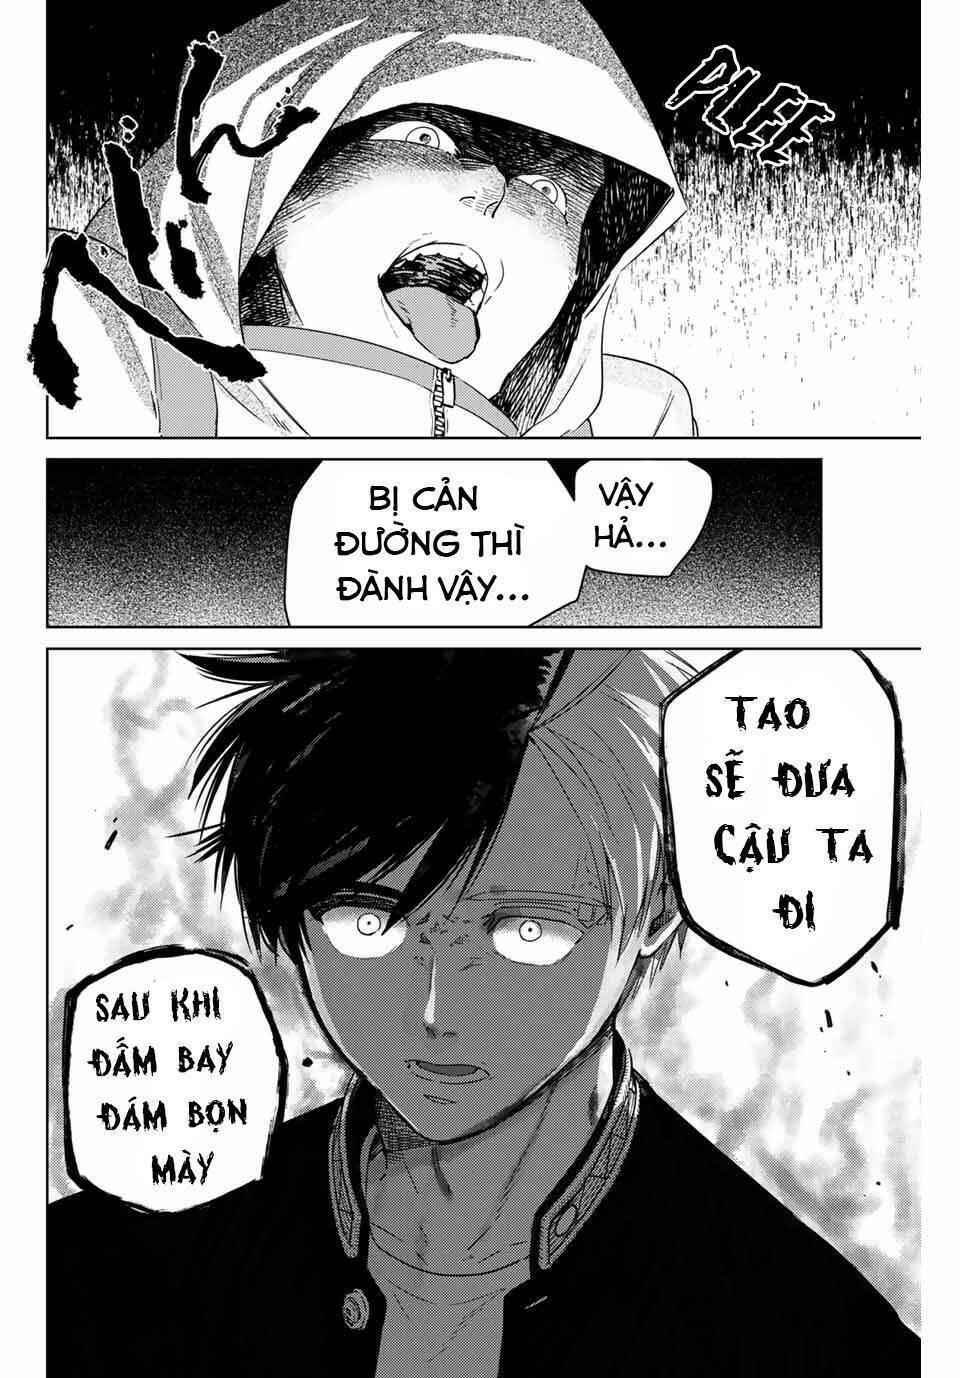 PLEE
VẬY
HẢ...
BỊ CẢN
ĐƯỜNG THÌ
ĐÀNH VẬY...
TAO
SẼ ĐƯA
CẬU TA
ĐI
SAU KHI
ĐẤM BAY
ĐÁM BỌN
MÀY